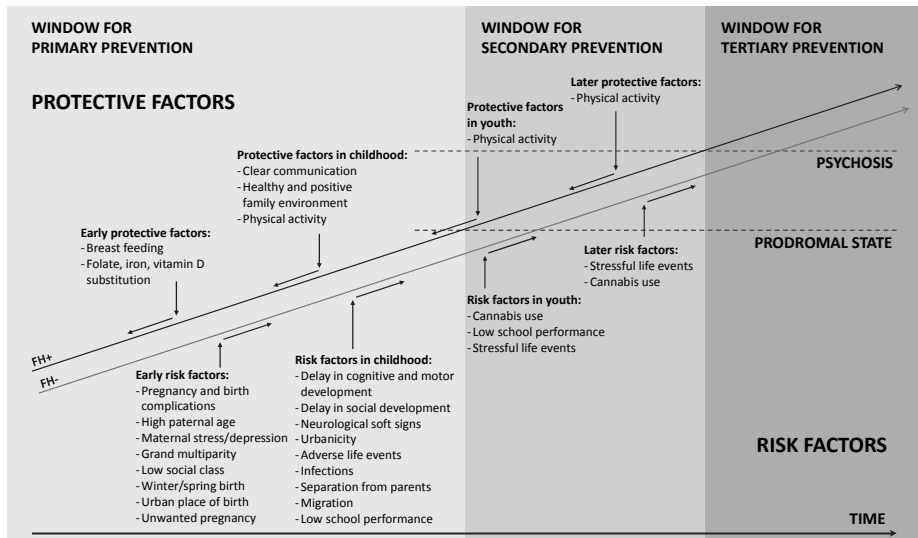 WINDOW FOR
PRIMARY PREVENTION
WINDOW FOR
SECONDARY PREVENTION
WINDOW FOR
TERTIARY PREVENTION
PROTECTIVE FACTORS
Later protective factors:
- Physical activity
Protective factors
in youth:
- Physical activity
Protective factors in childhood:
- Clear communication
- Healthy and positive
family environment
- Physical activity
PSYCHOSIS
Early protective factors:
- Breast feeding
- Folate, iron, vitamin D
substitution
PRODROMAL STATE
Later risk factors:
- Stressful life events
- Cannabis use
Risk factors in youth:
- Cannabis use
- Low school performance
- Stressful life events
FH+
FH-
Early risk factors:
- Pregnancy and birth
complications
- High paternal age
- Maternal stress/depression
- Grand multiparity
- Low social class
- Winter/spring birth
- Urban place of birth
- Unwanted pregnancy
Risk factors in childhood:
- Delay in cognitive and motor
development
- Delay in social development
- Neurological soft signs
- Urbanicity
- Adverse life events
- Infections
- Separation from parents
- Migration
- Low school performance
RISK FACTORS
TIME